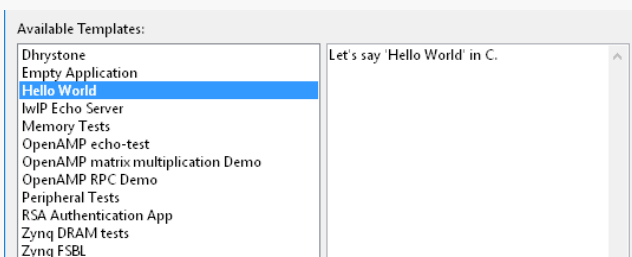 Available Templates:
Dhrystone
Empty Application
Hello World
lwIP Echo Server
Memory Tests
OpenAMP echo-test
OpenAMP matrix multiplication Demo
OpenAMP RPC Demo
Peripheral Tests
RSA Authentication App
Zynq DRAM tests
Zynq FSBL
Let's say 'Hello World' in C.